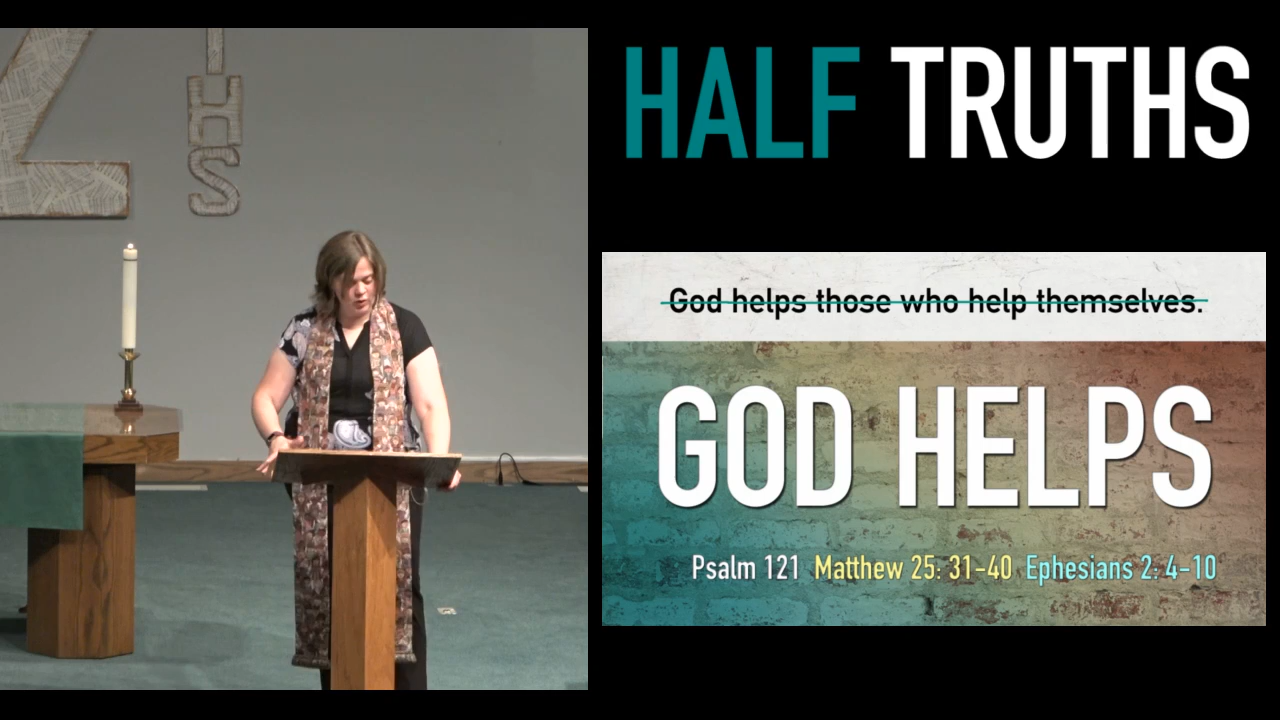 IHS
HALF TRUTHS
God helps those who help themselves.
GOD HELPS
Psalm 121 Matthew 25: 31-40 Ephesians 2: 4-10